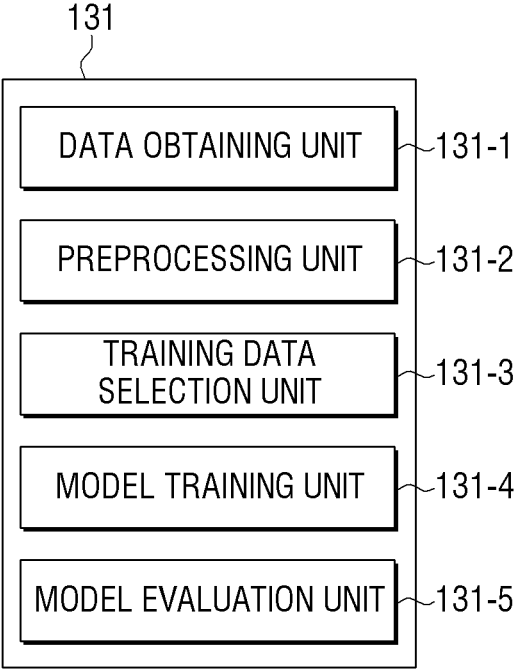 131
DATA OBTAINING UNIT
131-1
PREPROCESSING UNIT
131-2
TRAINING DATA
SELECTION UNIT
131-3
MODEL TRAINING UNIT
131-4
MODEL EVALUATION UNIT
131-5